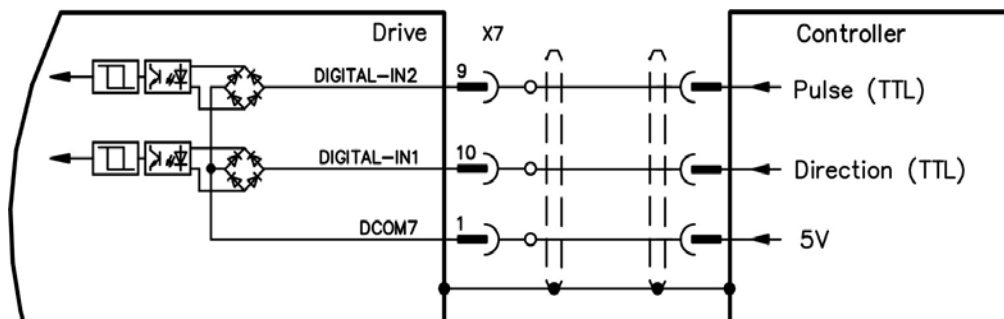 Drive X7 Controller
DIGITAL-IN2 9 Pulse (TTL)
DIGITAL-IN1 10 Direction (TTL)
DCOM7 1 5V